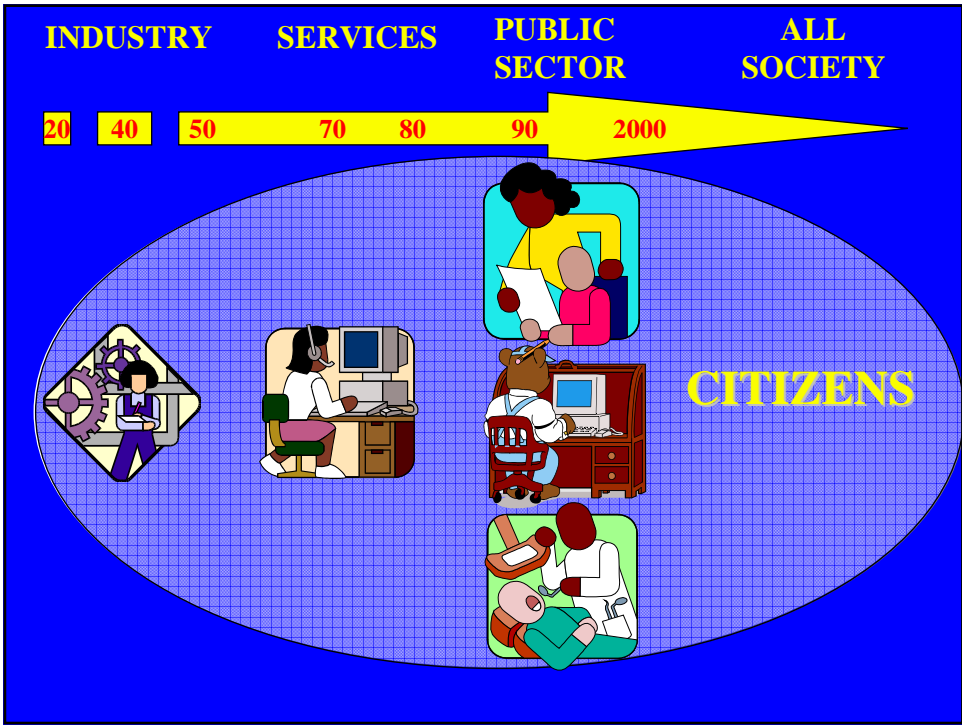 INDUSTRY SERVICES PUBLIC SECTOR ALL SOCIETY
20 40 50 70 80 90 2000
CITIZENS